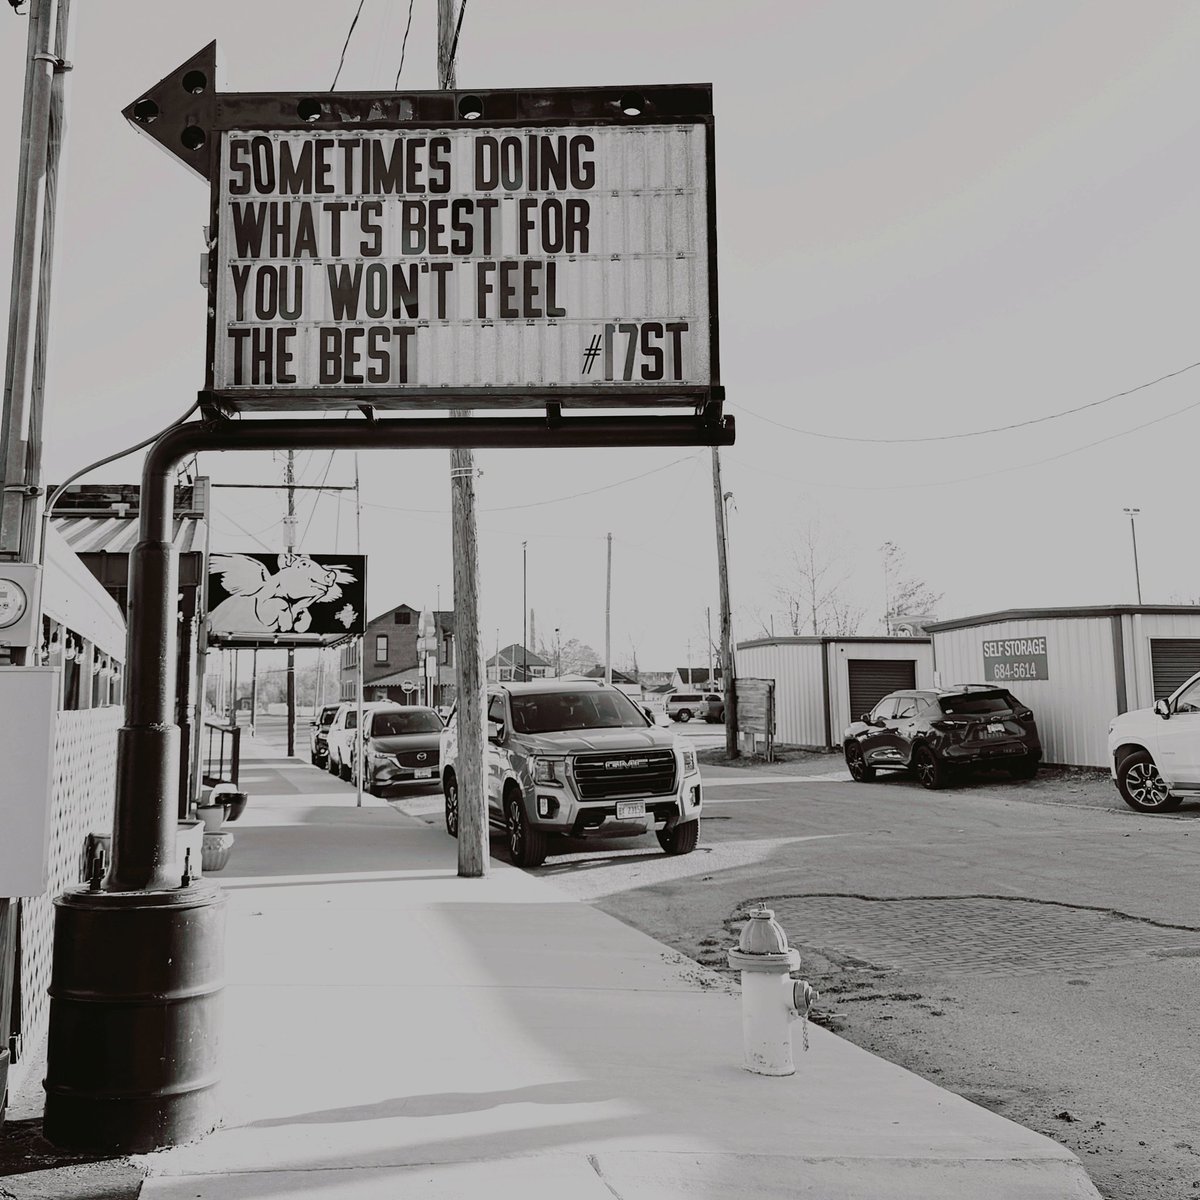 SOMETIMES DOING
WHAT'S BEST FOR
YOU WON'T FEEL
THE BEST #17ST
SELF STORAGE
684-5614
GMC